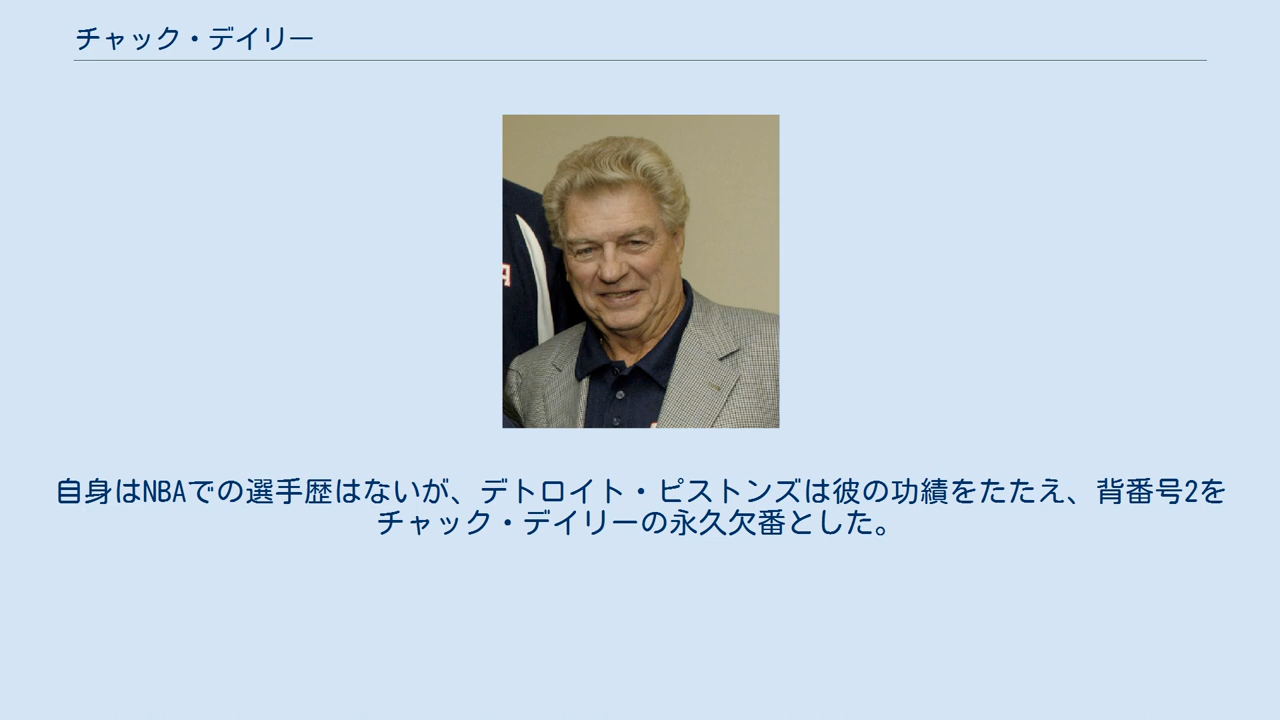 チャック・デイリー
自身はNBAでの選手歴はないが、デトロイト・ピストンズは彼の功績をたたえ、背番号2を
チャック・デイリーの永久欠番とした。